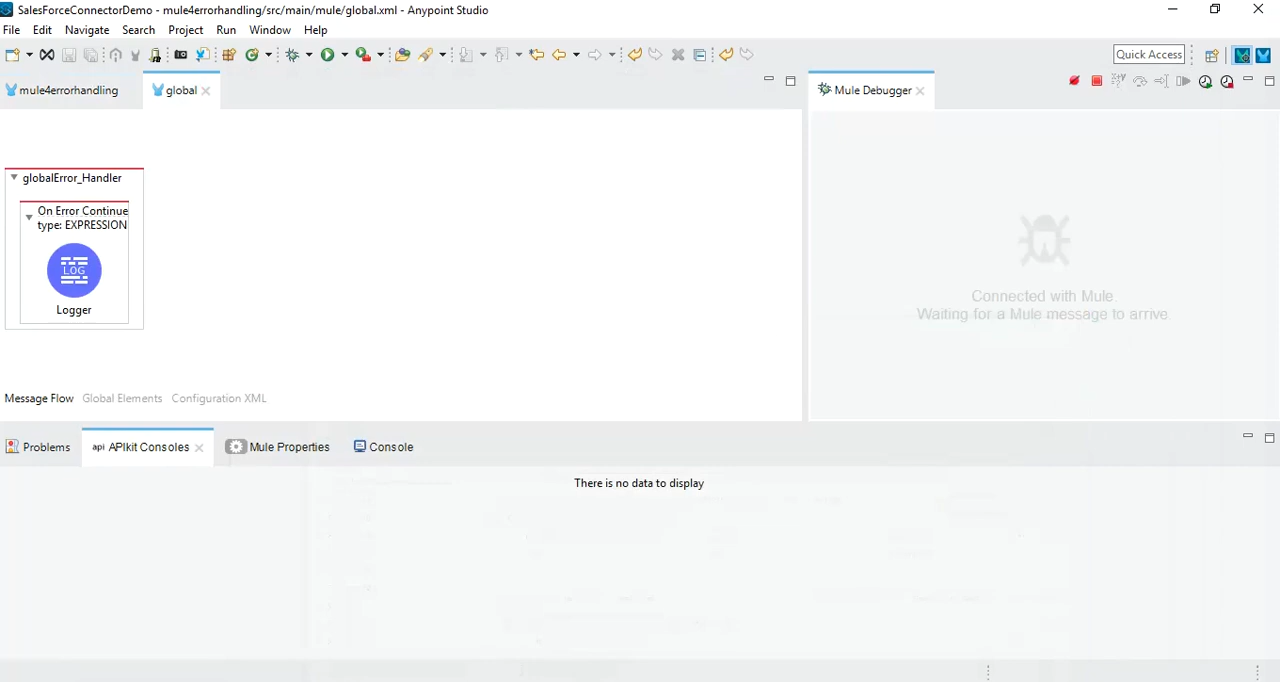 SalesForceConnectorDemo - mule4errorhandling/src/main/mule/global.xml - Anypoint Studio
File Edit Navigate Search Project Run Window Help
Quick Access
mule4errorhandling global Mule Debugger
globalError_Handler
On Error Continue
type: EXPRESSION
LOG
Logger
Connected with Mule.
Waiting for a Mule message to arrive
Message Flow Global Elements Configuration XML
Problems api APIkit Consoles Mule Properties Console
There is no data to display